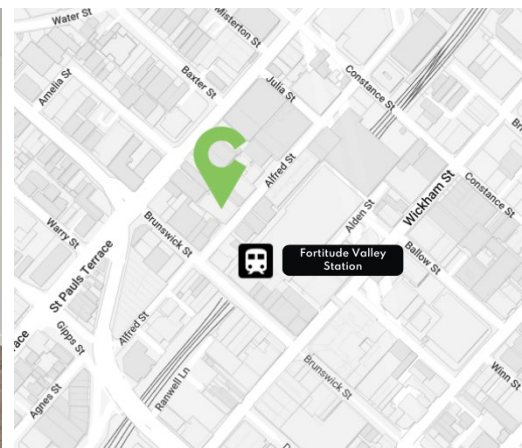 Water St
Misterton St
Amelia St
Baxter St
Julia St
Constance St
Alfred St
Warry St
Brunswick St
Alden St
Wickham St
Constance St
Ballow St
Fortitude Valley
Station
St Pauls Terrace
Gipps St
Alfred St
Ranwell Ln
Agnes St
Brunswick St
Winn St